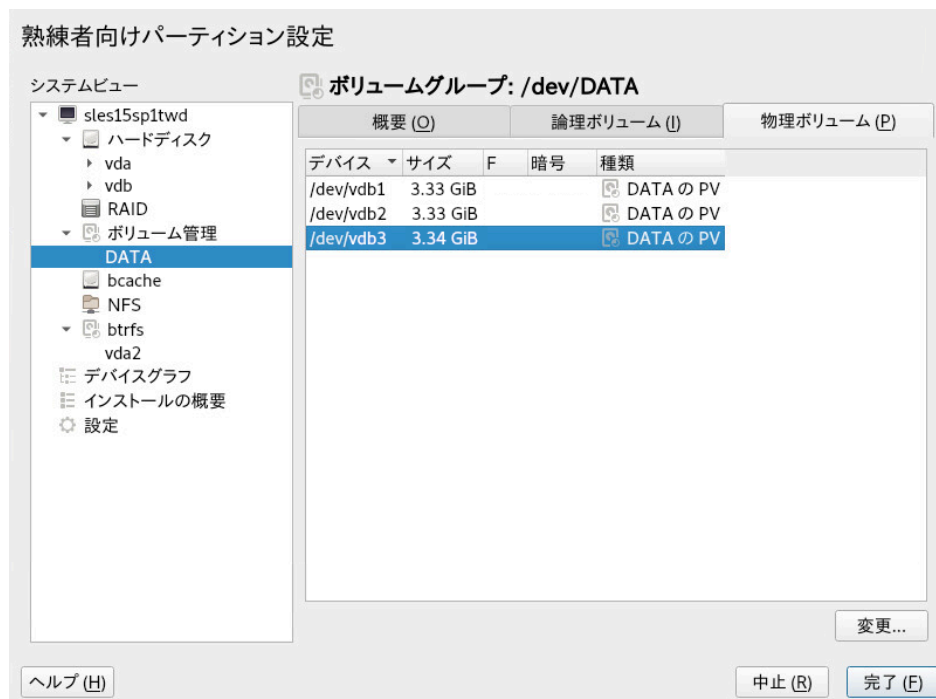 熟練者向けパーティション設定
システムビュー
sles15sp1twd
ハードディスク
vda
vdb
RAID
ボリューム管理
DATA
bcache
NFS
btrfs
vda2
デバイスグラフ
インストールの概要
設定
ボリュームグループ: /dev/DATA
概要 (O) 論理ボリューム (l) 物理ボリューム (P)
デバイス サイズ F 暗号 種類
/dev/vdb1 3.33 GiB DATA の PV
/dev/vdb2 3.33 GiB DATA の PV
/dev/vdb3 3.34 GiB DATA の PV
変更...
ヘルプ (H) 中止 (R) 完了 (F)